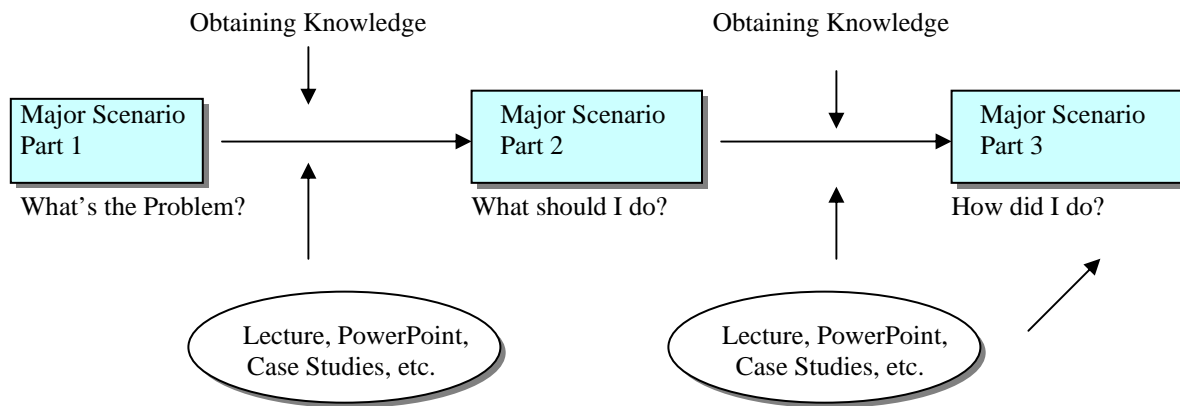 Obtaining Knowledge
Obtaining Knowledge
Major Scenario
Part 1
Major Scenario
Part 2
Major Scenario
Part 3
What’s the Problem?
What should I do?
How did I do?
Lecture, PowerPoint,
Case Studies, etc.
Lecture, PowerPoint,
Case Studies, etc.